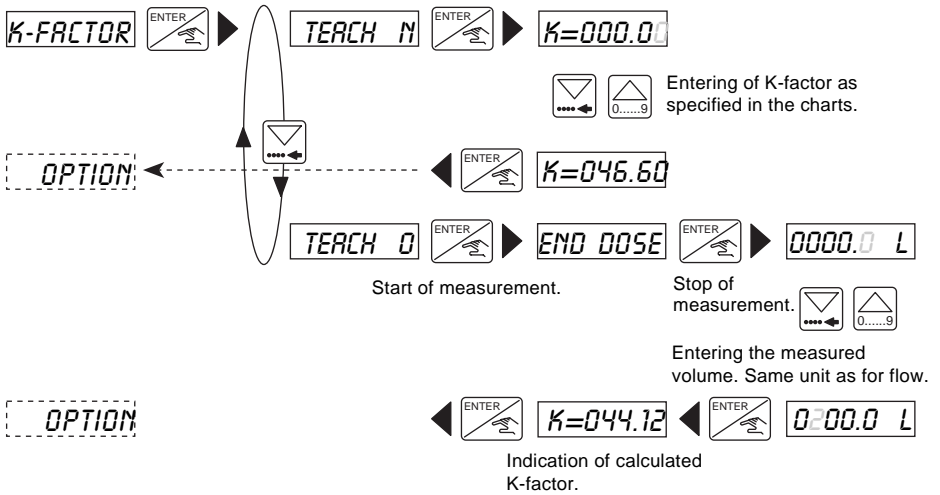 K-FACTOR ENTER TEACH N ENTER K=000.00
0......9
Entering of K-factor as
specified in the charts.
OPTION ENTER K=046.60
TEACH O ENTER END DOSE ENTER 0000.0 L
Start of measurement.
Stop of
measurement.
0......9
Entering the measured
volume. Same unit as for flow.
OPTION ENTER K=044.12 ENTER 0200.0 L
Indication of calculated
K-factor.